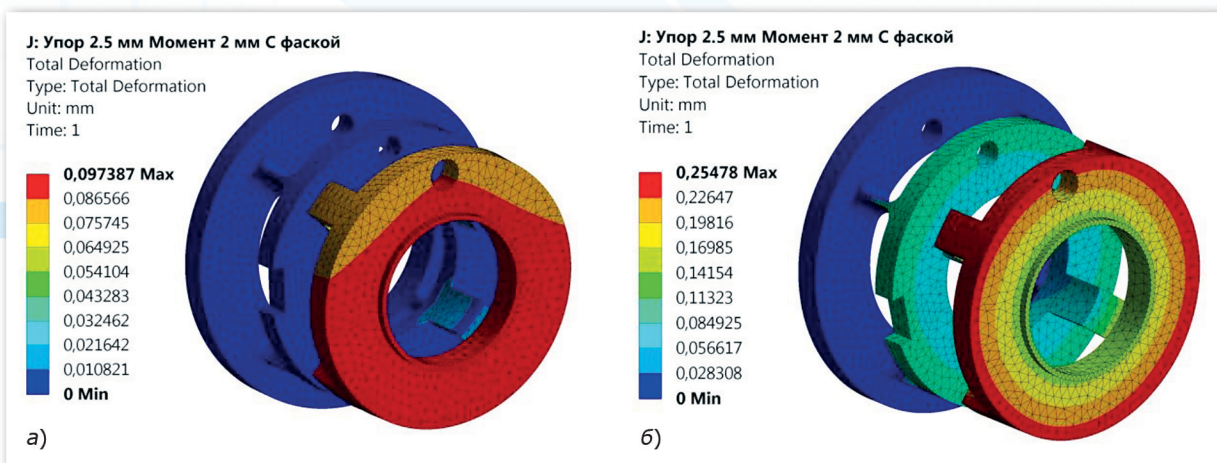 J: Упор 2.5 мм Момент 2 мм С фаской
Total Deformation
Type: Total Deformation
Unit: mm
Time: 1
0,097387 Max
0,086566
0,075745
0,064925
0,054104
0,043283
0,032462
0,021642
0,010821
0 Min
а)
J: Упор 2.5 мм Момент 2 мм С фаской
Total Deformation
Type: Total Deformation
Unit: mm
Time: 1
0,25478 Max
0,22647
0,19816
0,16985
0,14154
0,11323
0,084925
0,056617
0,028308
0 Min
б)